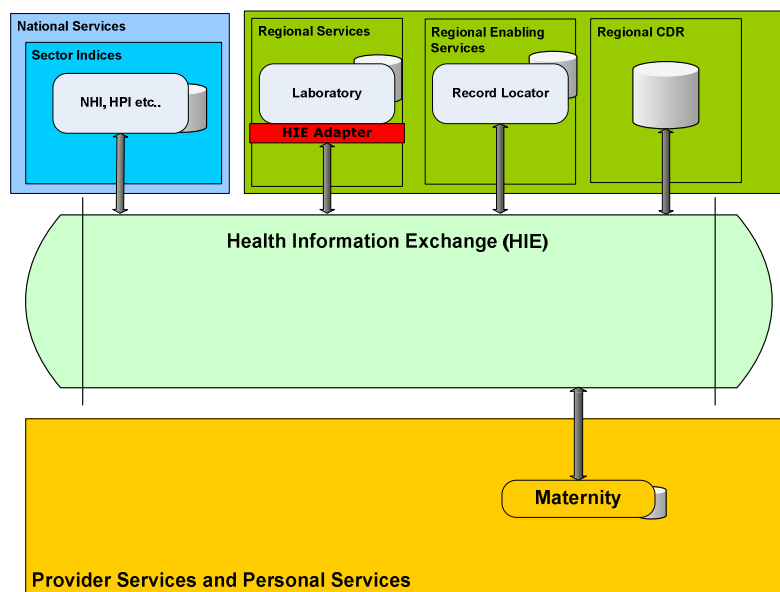 National Services
Sector Indices
NHI, HPI etc..
Regional Services
Laboratory
HIE Adapter
Regional Enabling
Services
Record Locator
Regional CDR
Health Information Exchange (HIE)
Maternity
Provider Services and Personal Services